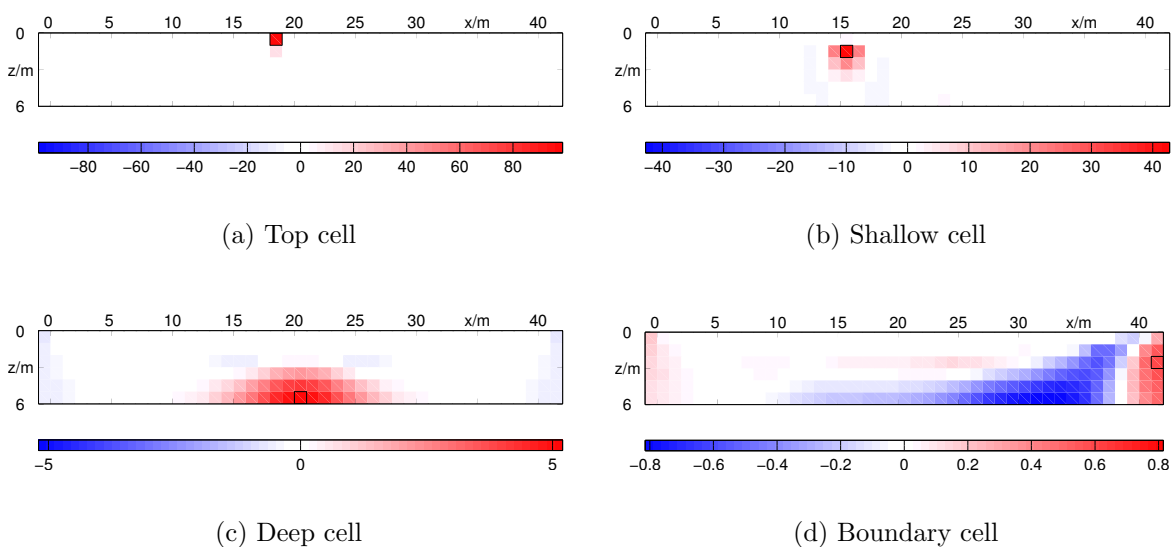 0 5 10 15 20 25 30 x/m 40
0
z/m
6
−80 −60 −40 −20 0 20 40 60 80
(a) Top cell
0 5 10 15 20 25 30 x/m 40
0
z/m
6
−40 −30 −20 −10 0 10 20 30 40
(b) Shallow cell
0 5 10 15 20 25 30 x/m 40
0
z/m
6
−5 0 5
(c) Deep cell
0 5 10 15 20 25 30 x/m 40
0
z/m
6
−0.8 −0.6 −0.4 −0.2 0 0.2 0.4 0.6 0.8
(d) Boundary cell